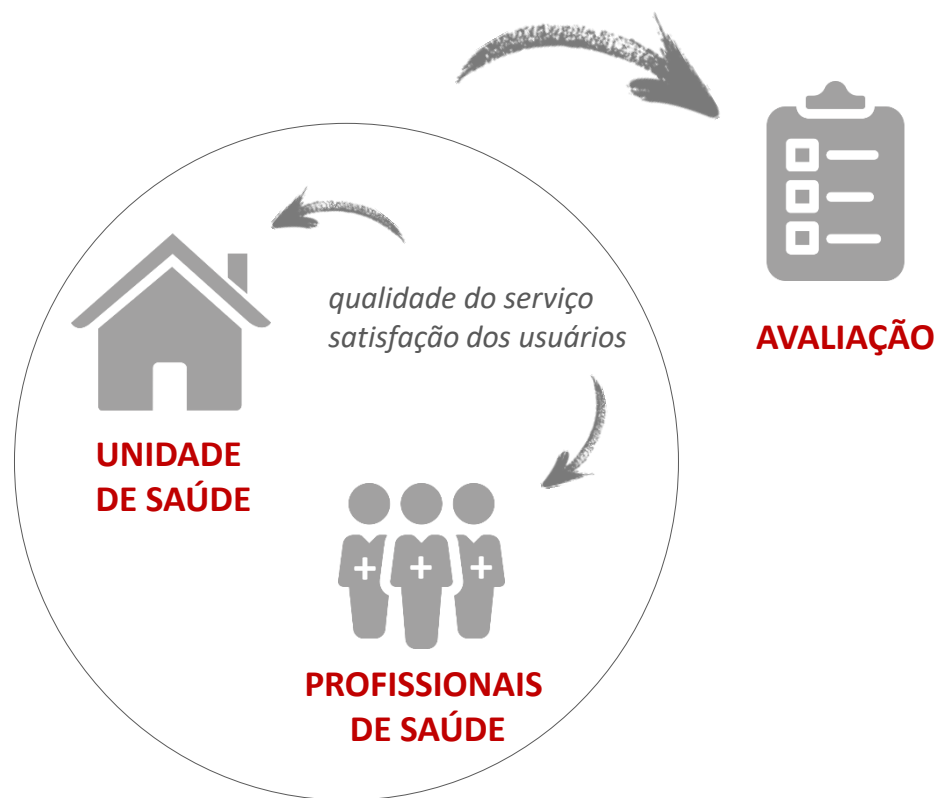 qualidade do serviço
satisfação dos usuários
AVALIAÇÃO
UNIDADE
DE SAÚDE
PROFISSIONAIS
DE SAÚDE